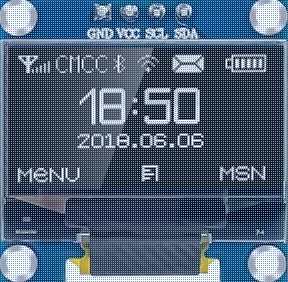 GND VCC SCL SDA
CMCC
18:50
2018.06.06
MENU MSN